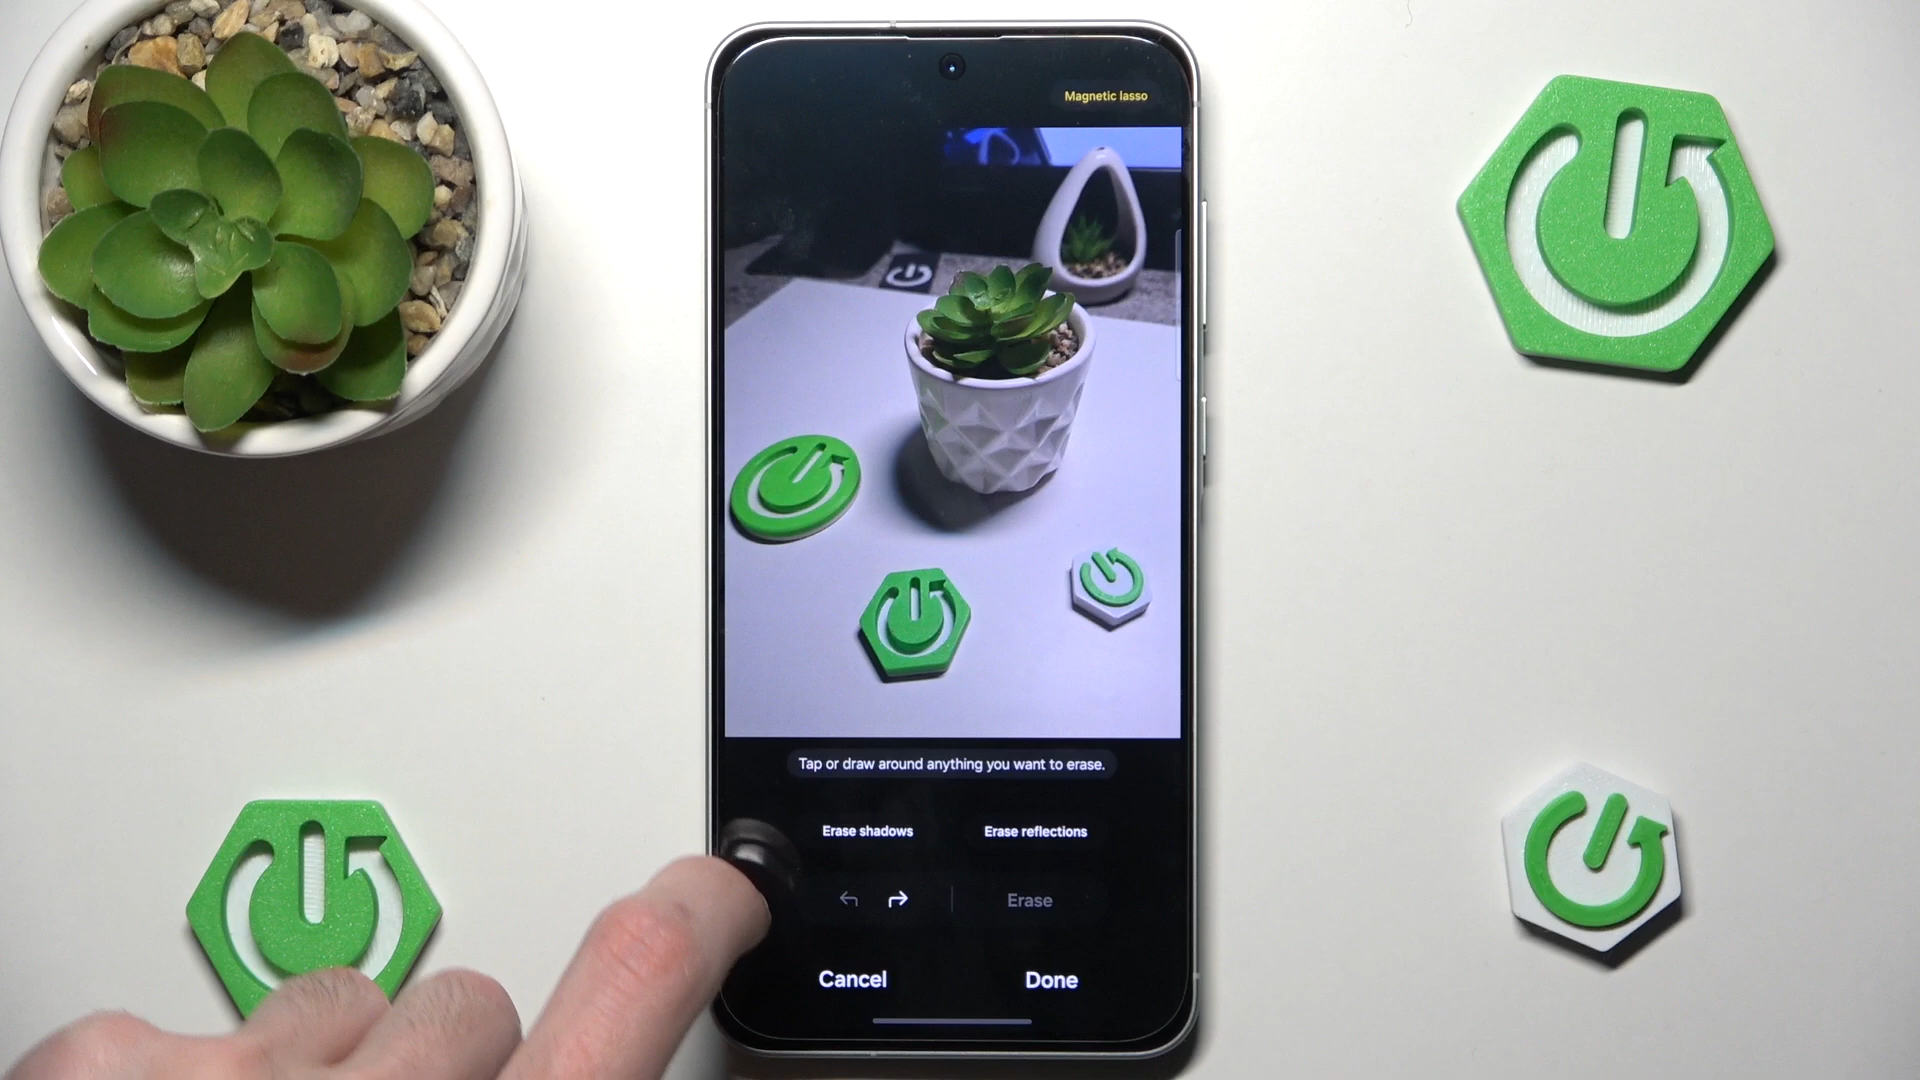 Magnetic lasso
Tap or draw around anything you want to erase.
Erase shadows
Erase reflections
Erase
Cancel
Done